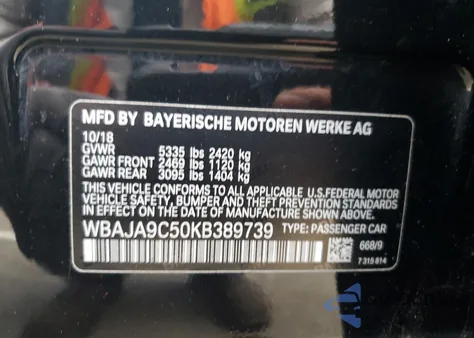 MFD BY BAYERISCHE MOTOREN WERKE AG
10/18
GVWR 5335 lbs 2420 kg
GAWR FRONT 2469 lbs 1120 kg
GAWR REAR 3095 lbs 1404 kg
THIS VEHICLE CONFORMS TO ALL APPLICABLE U.S.FEDERAL MOTOR
VEHICLE SAFETY, BUMPER AND THEFT PREVENTION STANDARDS
IN EFFECT ON THE DATE OF MANUFACTURE SHOWN ABOVE.
WBAJA9C50KB389739 TYPE: PASSENGER CAR
668/9
7 315 814